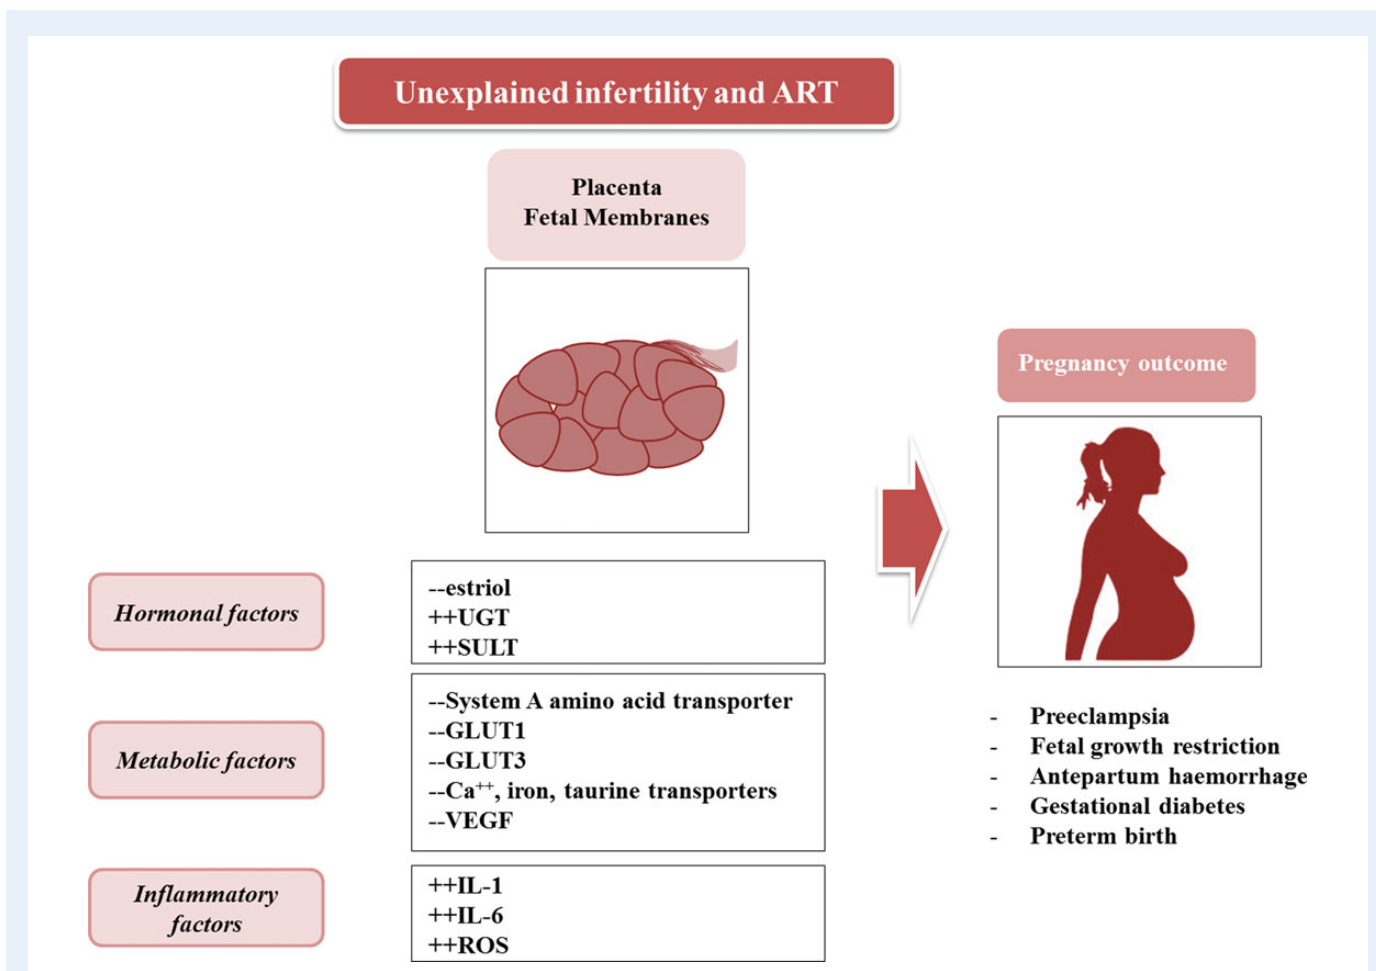 Unexplained infertility and ART
Placenta
Fetal Membranes
Pregnancy outcome
Hormonal factors
--estriol
++UGT
++SULT
Metabolic factors
--System A amino acid transporter
--GLUT1
--GLUT3
--Ca⁺⁺, iron, taurine transporters
--VEGF
Inflammatory
factors
++IL-1
++IL-6
++ROS
- Preeclampsia
- Fetal growth restriction
- Antepartum haemorrhage
- Gestational diabetes
- Preterm birth